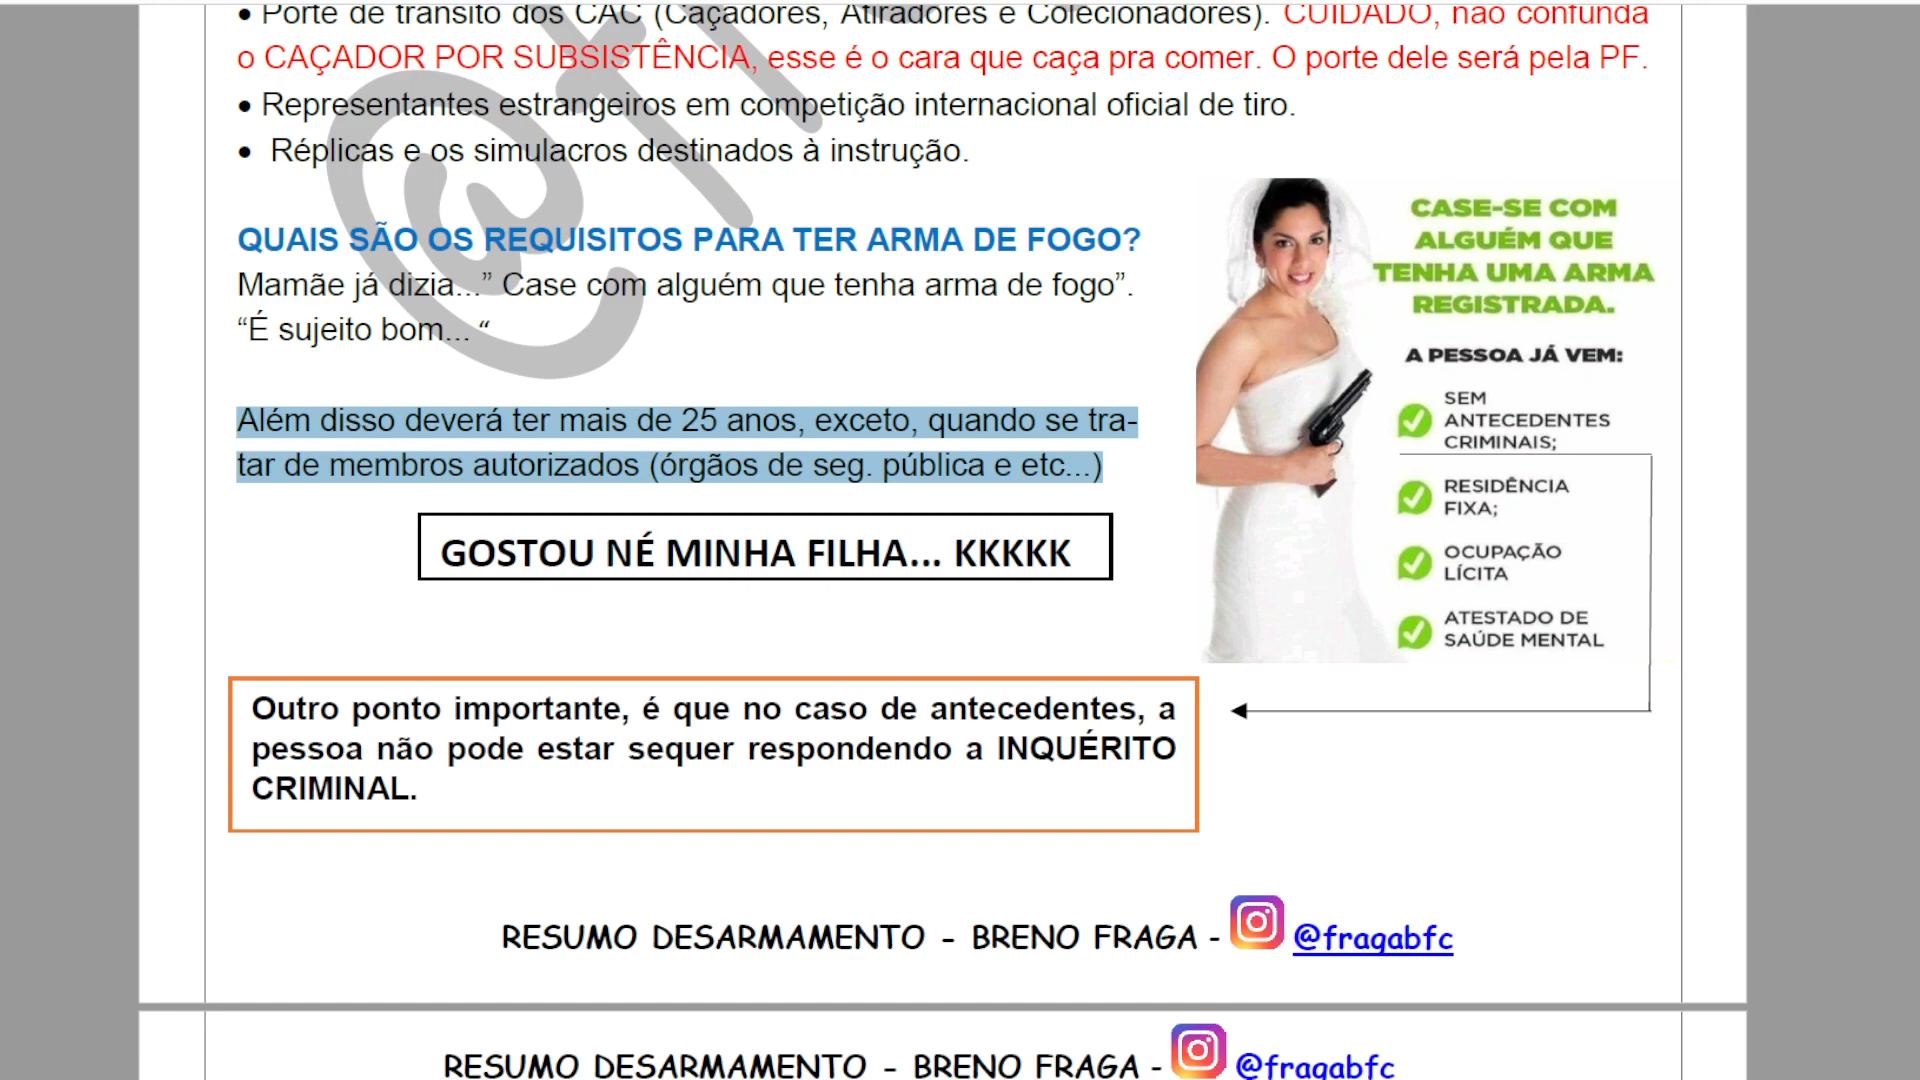 • Porte de trânsito dos CAC (Caçadores, Atiradores e Colecionadores). CUIDADO, não confunda
o CAÇADOR POR SUBSISTÊNCIA, esse é o cara que caça pra comer. O porte dele será pela PF.
• Representantes estrangeiros em competição internacional oficial de tiro.
• Réplicas e os simulacros destinados à instrução.
QUAIS SÃO OS REQUISITOS PARA TER ARMA DE FOGO?
Mamãe já dizia...” Case com alguém que tenha arma de fogo”.
“É sujeito bom...“
Além disso deverá ter mais de 25 anos, exceto, quando se tra-
tar de membros autorizados (órgãos de seg. pública e etc...)
GOSTOU NÉ MINHA FILHA... KKKKK
CASE-SE COM
ALGUÉM QUE
TENHA UMA ARMA
REGISTRADA.
A PESSOA JÁ VEM:
SEM
ANTECEDENTES
CRIMINAIS;
RESIDÊNCIA
FIXA;
OCUPAÇÃO
LÍCITA
ATESTADO DE
SAÚDE MENTAL
Outro ponto importante, é que no caso de antecedentes, a
pessoa não pode estar sequer respondendo a INQUÉRITO
CRIMINAL.
RESUMO DESARMAMENTO – BRENO FRAGA - @fragabfc
RESUMO DESARMAMENTO – BRENO FRAGA - @fragabfc